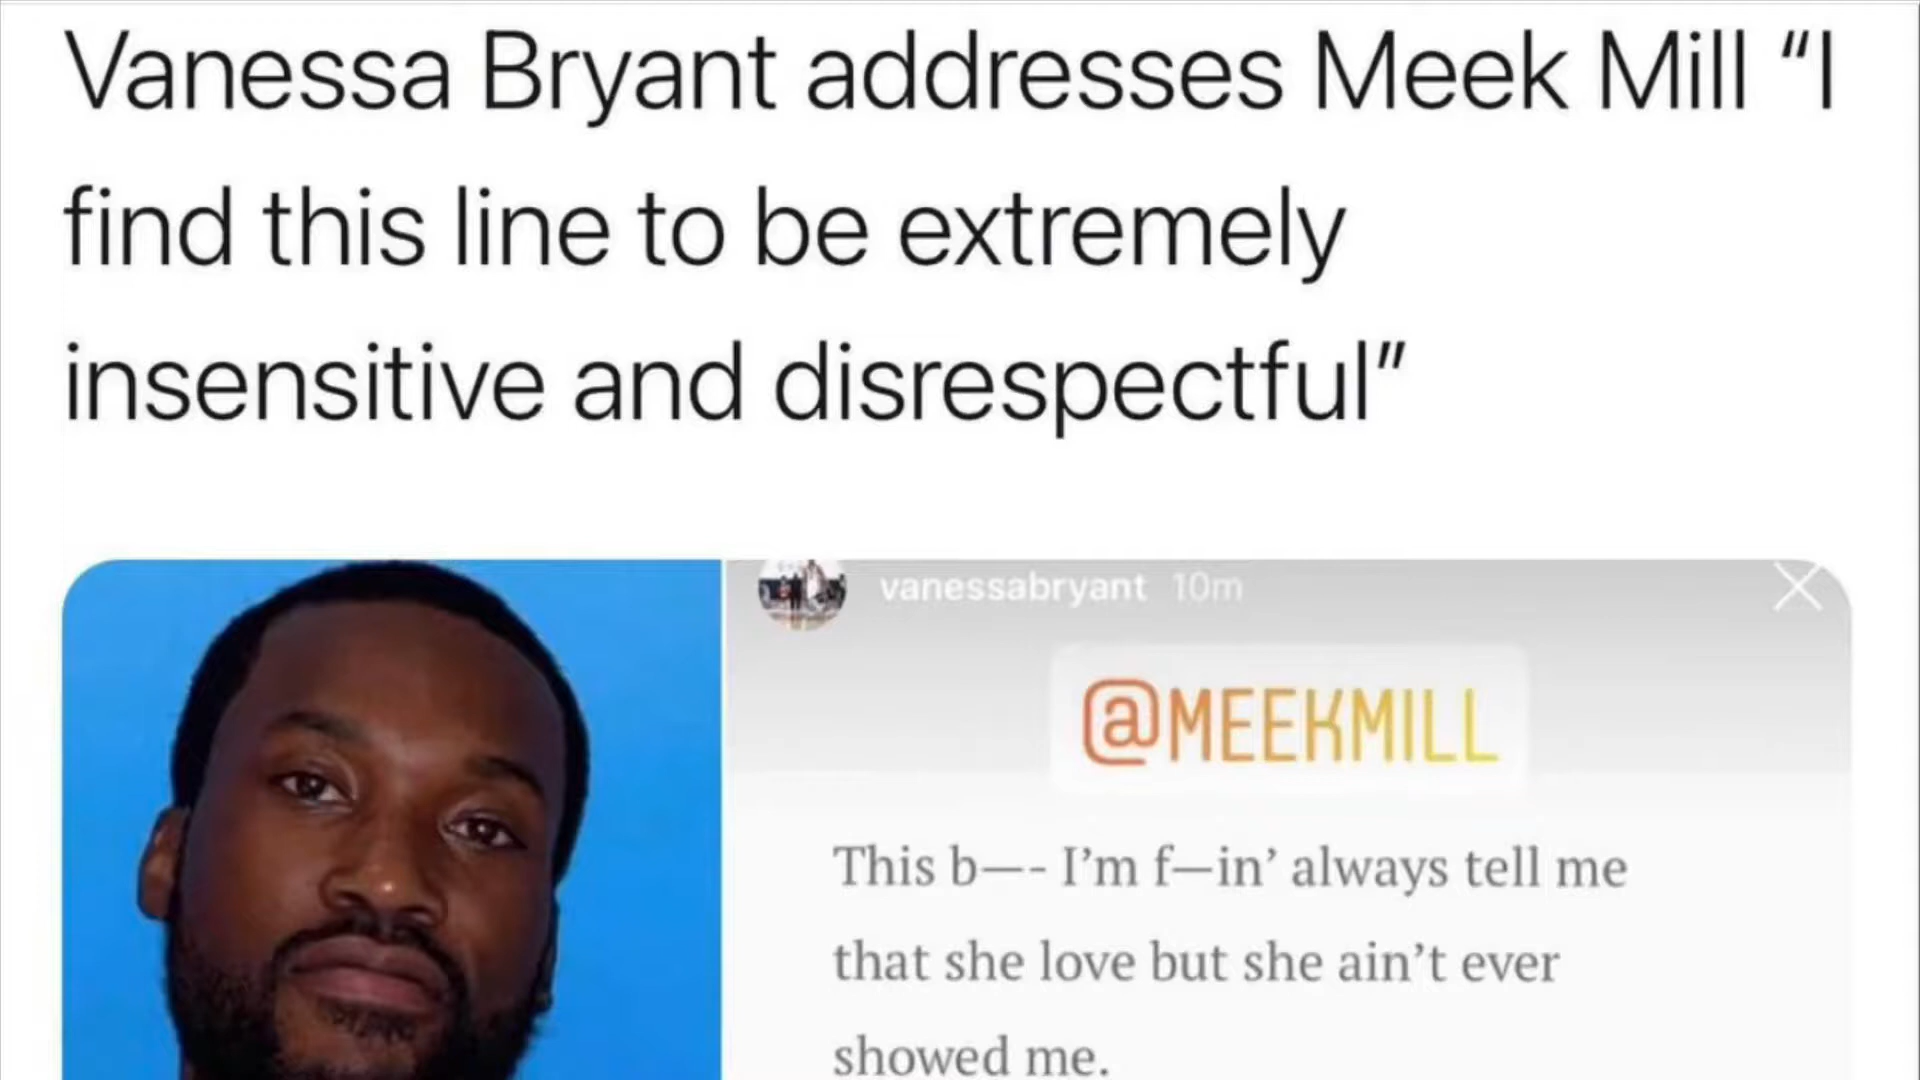 Vanessa Bryant addresses Meek Mill “I
find this line to be extremely
insensitive and disrespectful”
vanessabryant 10m
@MEEKMILL
This b—-- I’m f—in’ always tell me
that she love but she ain’t ever
showed me.